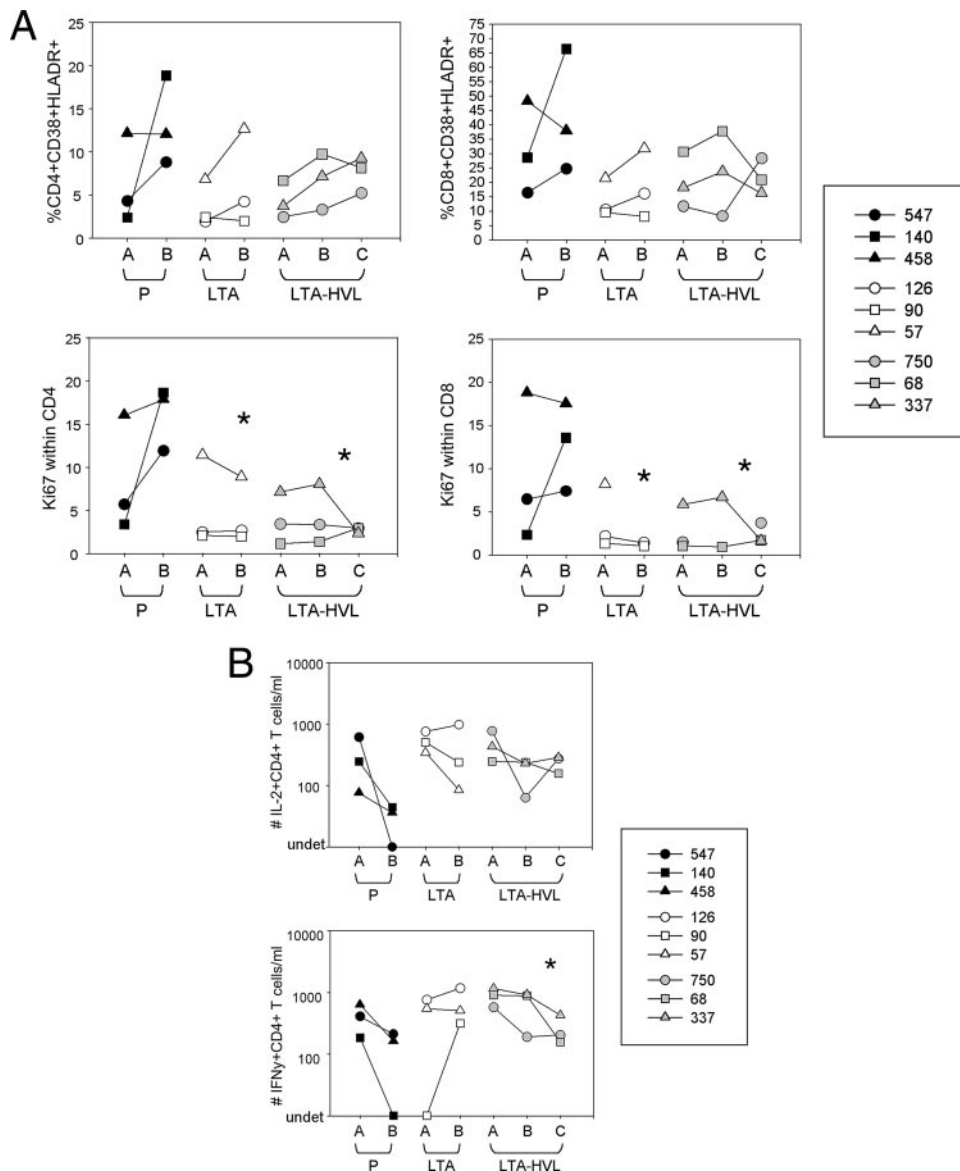 A
%CD4+CD38+HLADR+
25
20
15
10
5
0
A B A B A B C
P LTA LTA-HVL
%CD8+CD38+HLADR+
75
70
65
60
55
50
45
40
35
30
25
20
15
10
5
0
A B A B A B C
P LTA LTA-HVL
Ki67 within CD4
25
20
15
10
5
0
* *
A B A B A B C
P LTA LTA-HVL
Ki67 within CD8
25
20
15
10
5
0
* *
A B A B A B C
P LTA LTA-HVL
547
140
458
126
90
57
750
68
337
B
# IL-2+CD4+ T cells/ml
10000
1000
100
undet
A B A B A B C
P LTA LTA-HVL
# IFNy+CD4+ T cells/ml
10000
1000
100
undet
*
A B A B A B C
P LTA LTA-HVL
547
140
458
126
90
57
750
68
337